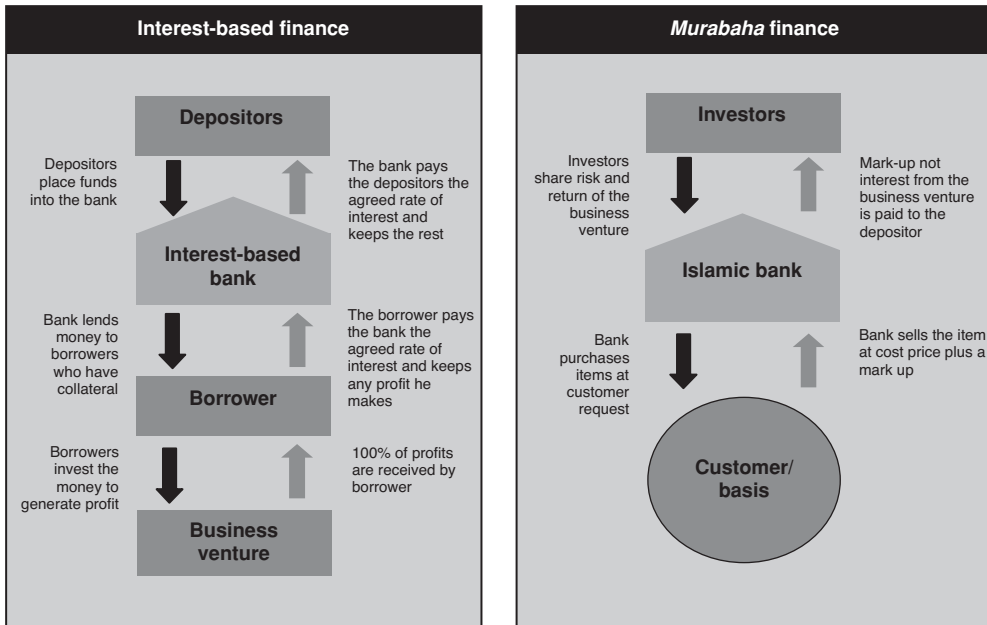 Interest-based finance
Depositors
Depositors
place funds
into the bank
The bank pays
the depositors the
agreed rate of
interest and
keeps the rest
Interest-based
bank
Bank lends
money to
borrowers
who have
collateral
The borrower pays
the bank the
agreed rate of
interest and keeps
any profit he
makes
Borrower
Borrowers
invest the
money to
generate profit
100% of profits
are received by
borrower
Business
venture
Murabaha finance
Investors
Investors
share risk and
return of the
business
venture
Mark-up not
interest from the
business venture
is paid to the
depositor
Islamic bank
Bank
purchases
items at
customer
request
Bank sells the item
at cost price plus a
mark up
Customer/
basis